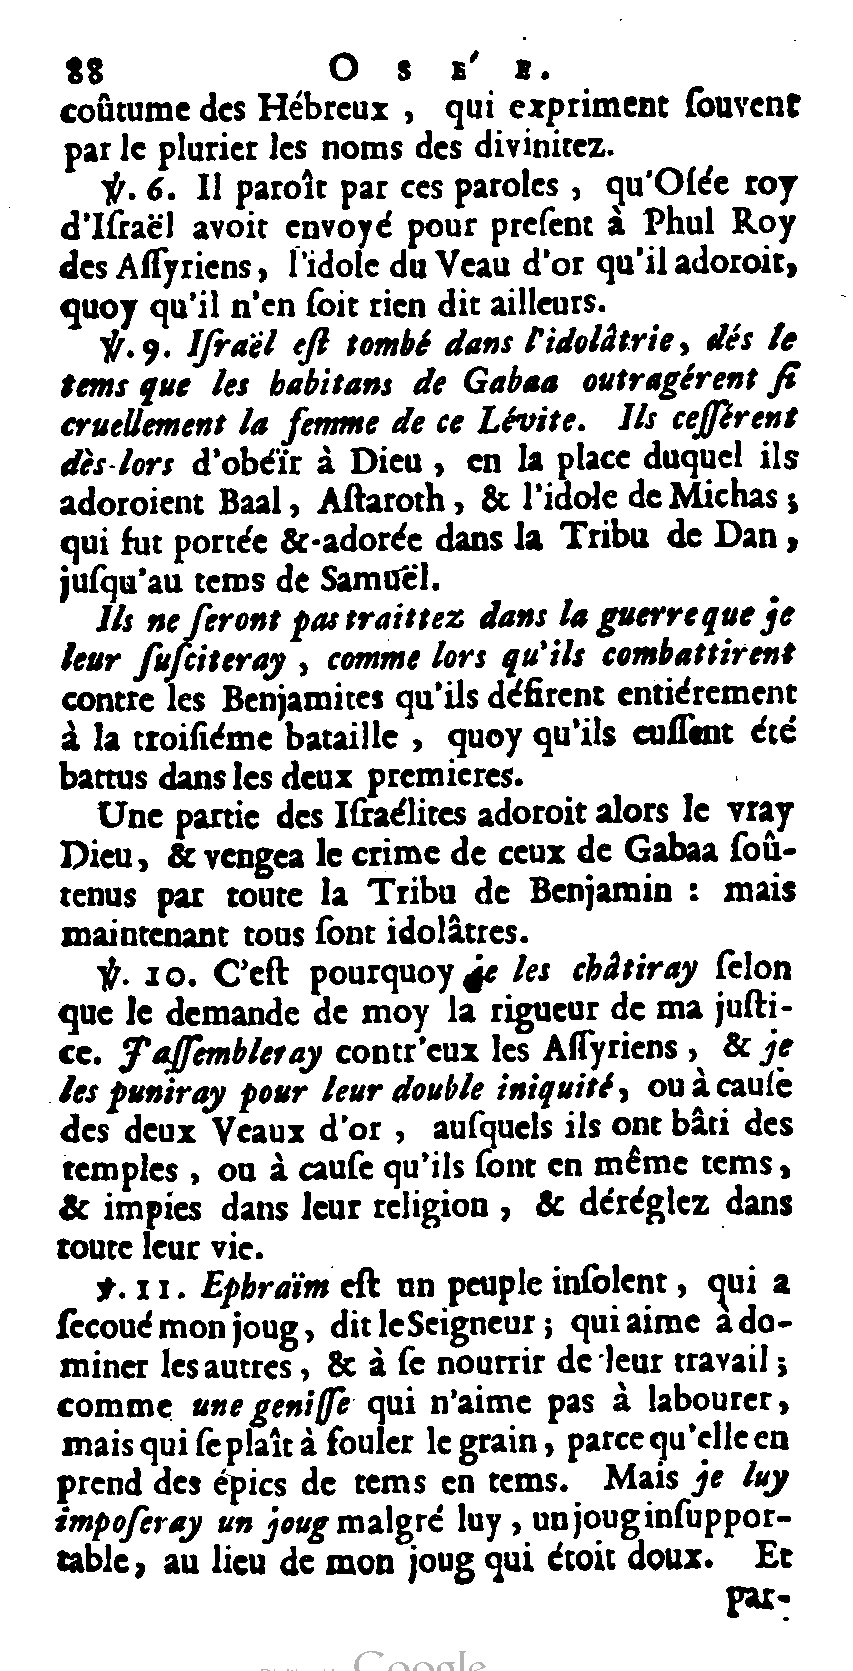 88 O S É E.
coûtume des Hébreux, qui expriment ſouvent
par le plurier les noms des divinitez.
℣. 6. Il paroît par ces paroles, qu'Oſée roy
d'Iſraël avoit envoyé pour preſent à Phul Roy
des Aſſyriens, l'idole du Veau d'or qu'il adoroit,
quoy qu'il n'en ſoit rien dit ailleurs.
℣. 9. Iſraël eſt tombé dans l'idolâtrie, dés le
tems que les habitans de Gabaa outragérent ſi
cruellement la femme de ce Lévite. Ils ceſſérent
dès-lors d'obéïr à Dieu, en la place duquel ils
adoroient Baal, Aſtaroth, & l'idole de Michas;
qui fut portée & adorée dans la Tribu de Dan,
juſqu'au tems de Samuël.
Ils ne ſeront pas traittez dans la guerre que je
leur ſuſciteray, comme lors qu'ils combattirent
contre les Benjamites qu'ils défirent entiérement
à la troiſiéme bataille, quoy qu'ils euſſent été
battus dans les deux premieres.
Une partie des Iſraélites adoroit alors le vray
Dieu, & vengea le crime de ceux de Gabaa ſoû-
tenus par toute la Tribu de Benjamin : mais
maintenant tous ſont idolâtres.
℣. 10. C'eſt pourquoy je les châtiray ſelon
que le demande de moy la rigueur de ma juſti-
ce. J'aſſembleray contr'eux les Aſſyriens, & je
les puniray pour leur double iniquité, ou à cauſe
des deux Veaux d'or, auſquels ils ont bâti des
temples, ou à cauſe qu'ils ſont en même tems,
& impies dans leur religion, & déréglez dans
toute leur vie.
℣. 11. Ephraïm eſt un peuple inſolent, qui a
ſecoué mon joug, dit le Seigneur; qui aime à do-
miner les autres, & à ſe nourrir de leur travail;
comme une geniſſe qui n'aime pas à labourer,
mais qui ſe plaît à fouler le grain, parce qu'elle en
prend des épics de tems en tems. Mais je luy
impoſeray un joug malgré luy, un joug inſuppor-
table, au lieu de mon joug qui étoit doux. Et
par-
Google